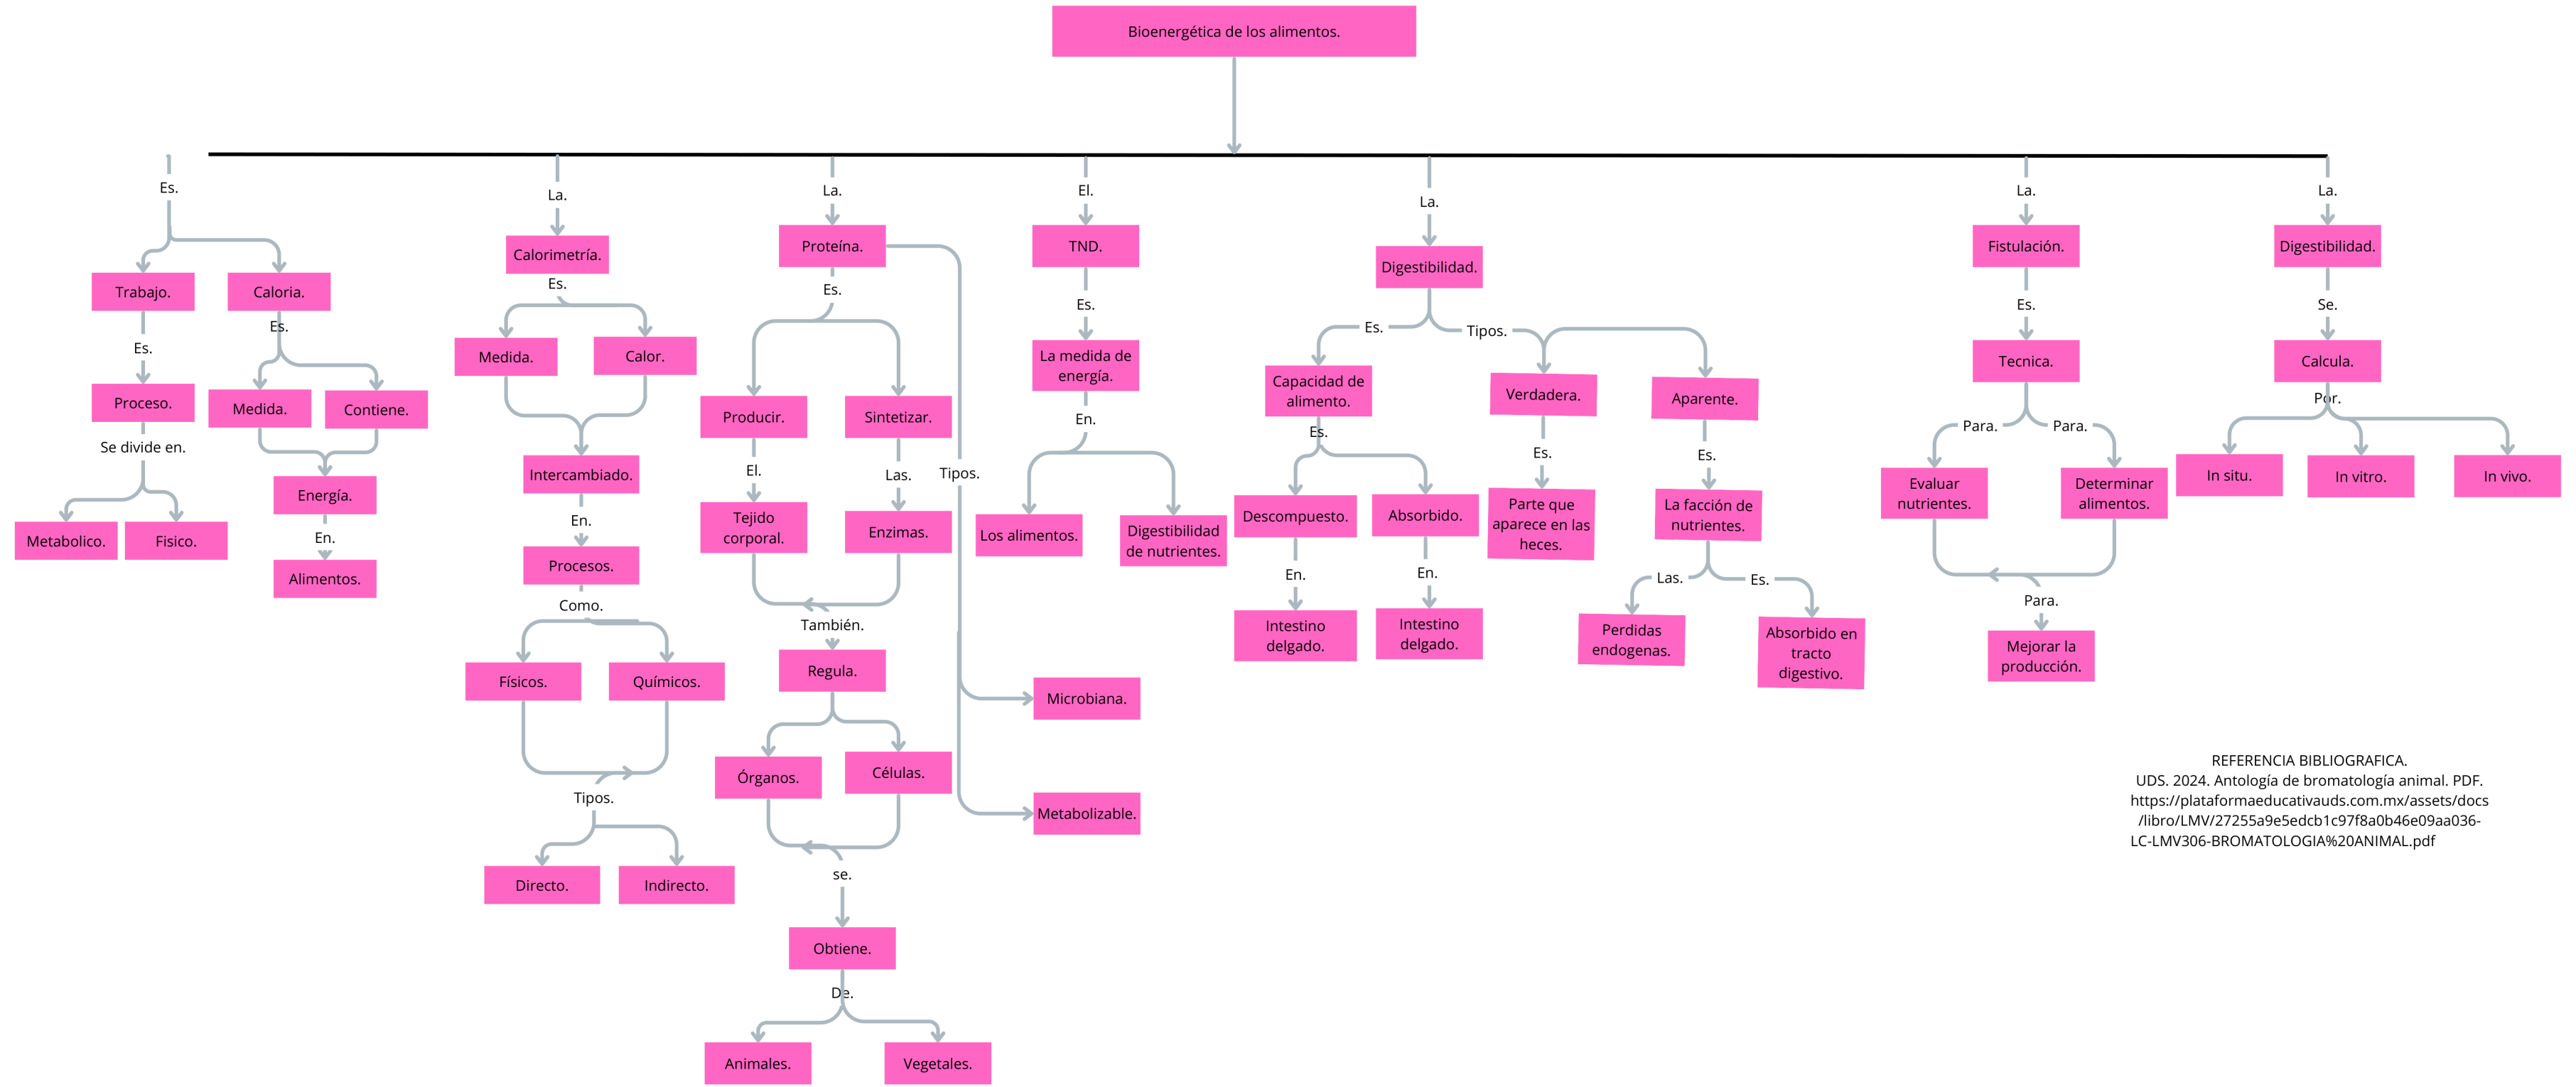 Bioenergética de los alimentos.
Es.
Trabajo.
Caloria.
Es.
Es.
Proceso.
Medida.
Contiene.
Se divide en.
Metabolico.
Fisico.
Energía.
En.
Alimentos.
La.
Calorimetría.
Es.
Medida.
Calor.
Intercambiado.
En.
Procesos.
Como.
Físicos.
Químicos.
Tipos.
Directo.
Indirecto.
La.
Proteína.
Es.
Producir.
Sintetizar.
El.
Las.
Tipos.
Tejido
corporal.
Enzimas.
También.
Regula.
Órganos.
Células.
se.
Obtiene.
De.
Animales.
Vegetales.
Microbiana.
Metabolizable.
El.
TND.
Es.
La medida de
energía.
En.
Los alimentos.
Digestibilidad
de nutrientes.
La.
Digestibilidad.
Es.
Tipos.
Capacidad de
alimento.
Es.
Descompuesto.
Absorbido.
En.
En.
Intestino
delgado.
Intestino
delgado.
Verdadera.
Aparente.
Es.
Es.
Parte que
aparece en las
heces.
La facción de
nutrientes.
Las.
Es.
Perdidas
endogenas.
Absorbido en
tracto
digestivo.
La.
Fistulación.
Es.
Tecnica.
Para.
Para.
Evaluar
nutrientes.
Determinar
alimentos.
Para.
Mejorar la
producción.
La.
Digestibilidad.
Se.
Calcula.
Por.
In situ.
In vitro.
In vivo.
REFERENCIA BIBLIOGRAFICA.
UDS. 2024. Antología de bromatología animal. PDF.
https://plataformaeducativauds.com.mx/assets/docs
/libro/LMV/27255a9e5edcb1c97f8a0b46e09aa036-
LC-LMV306-BROMATOLOGIA%20ANIMAL.pdf